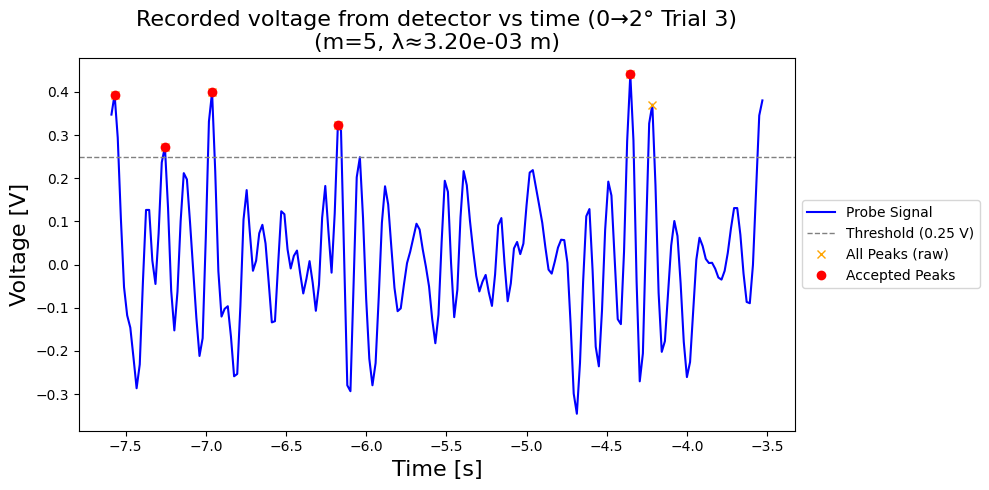 Recorded voltage from detector vs time (0→2° Trial 3)
(m=5, λ≈3.20e-03 m)
Voltage [V]
0.4
0.3
0.2
0.1
0.0
−0.1
−0.2
−0.3
−7.5
−7.0
−6.5
−6.0
−5.5
−5.0
−4.5
−4.0
−3.5
Time [s]
Probe Signal
Threshold (0.25 V)
All Peaks (raw)
Accepted Peaks